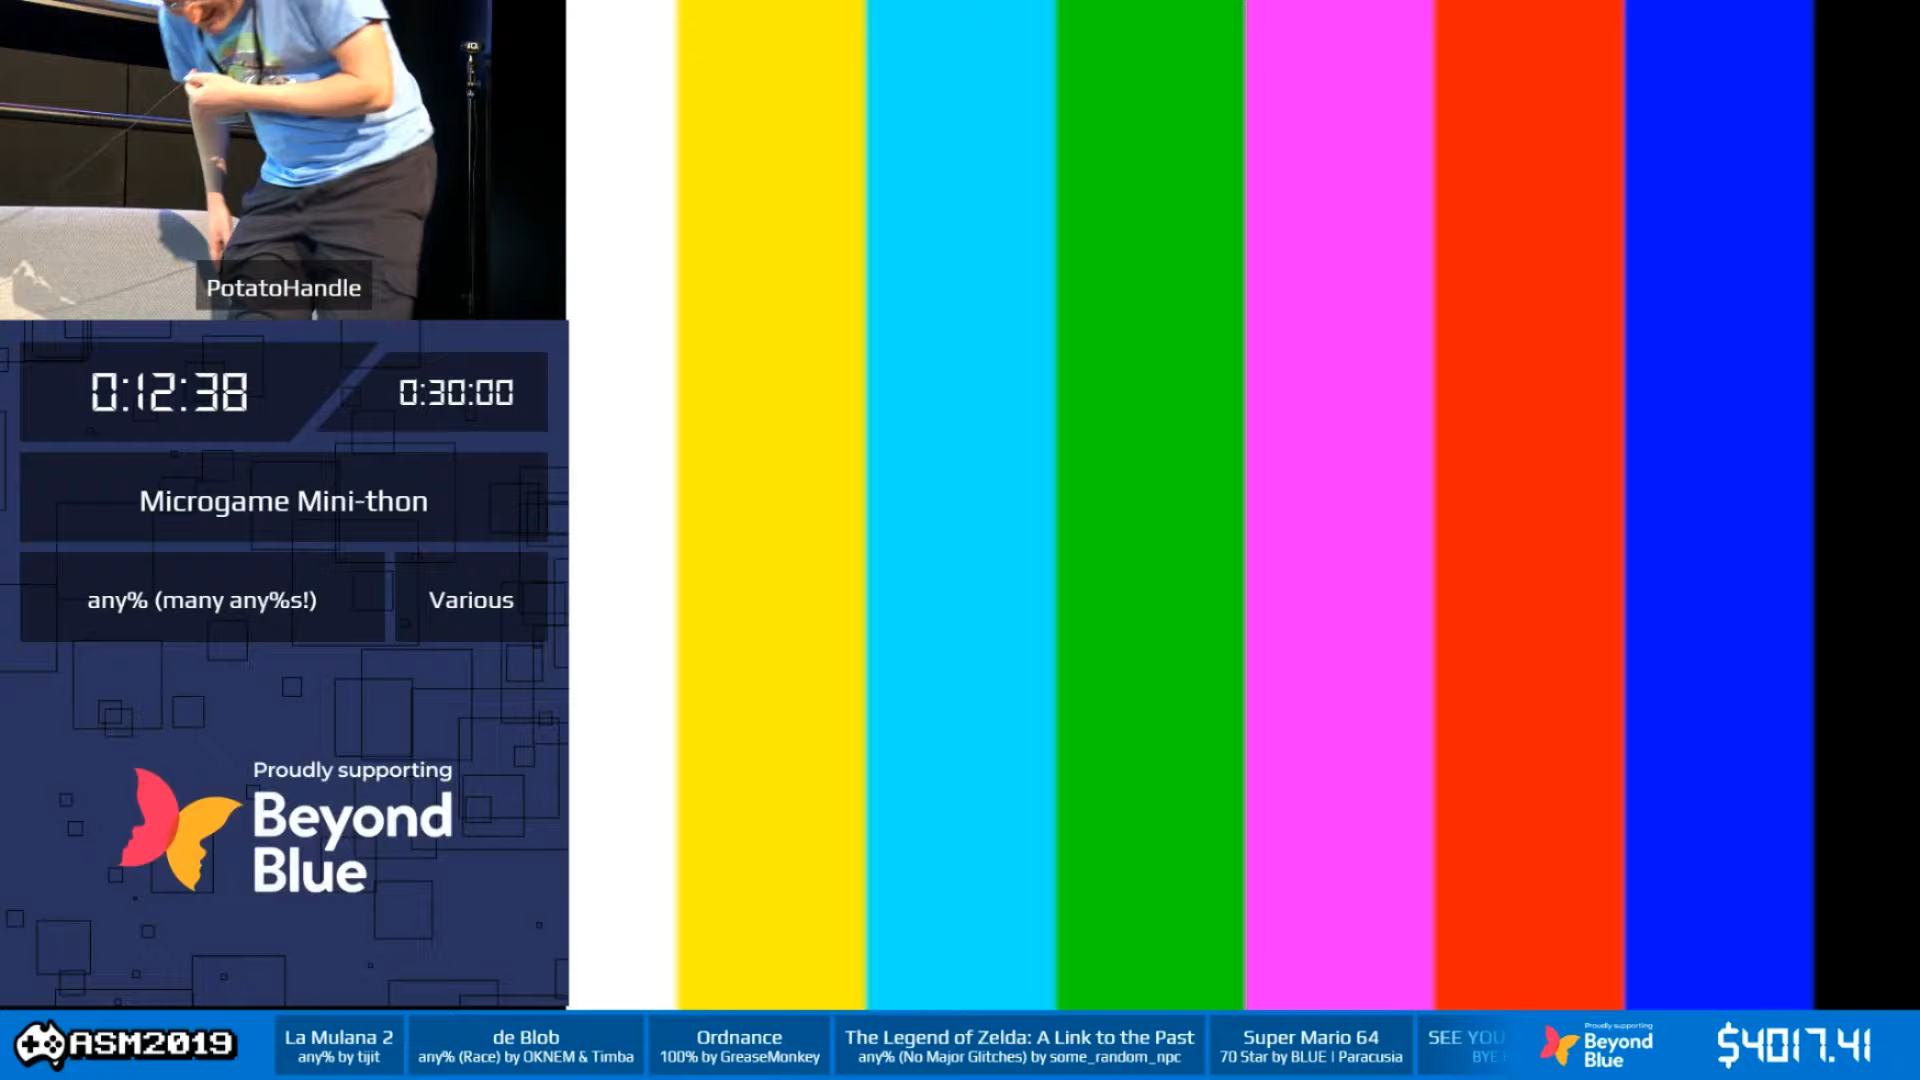 PotatoHandle
0:12:38
0:30:00
Microgame Mini-thon
any% (many any%s!)
Various
Proudly supporting
Beyond
Blue
ASM2019
La Mulana 2
any% by tijit
de Blob
any% (Race) by OKNEM & Timba
Ordnance
100% by GreaseMonkey
The Legend of Zelda: A Link to the Past
any% (No Major Glitches) by some_random_npc
Super Mario 64
70 Star by BLUE | Paracusia
SEE YOU
BYE
Proudly supporting
Beyond
Blue
$4017.41